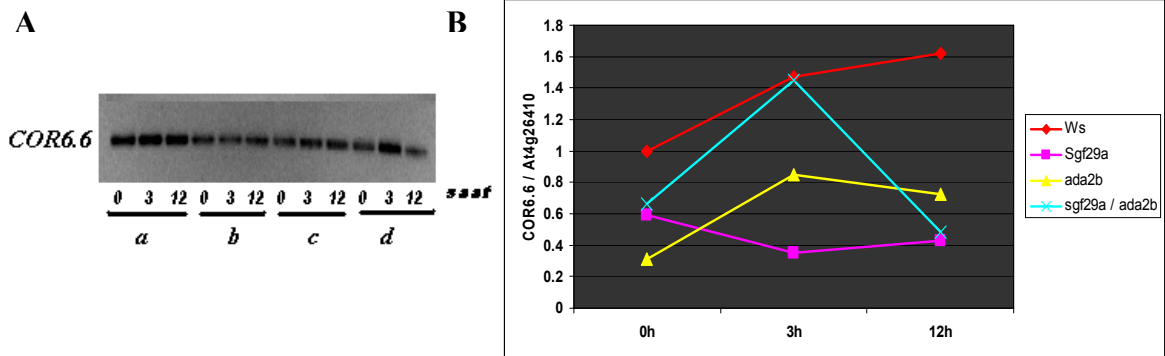 A
COR6.6
0 3 12 0 3 12 0 3 12 0 3 12 saat
a b c d
B
COR6.6 / At4g26410
1.8
1.6
1.4
1.2
1
0.8
0.6
0.4
0.2
0
0h 3h 12h
Ws
Sgf29a
ada2b
sgf29a / ada2b